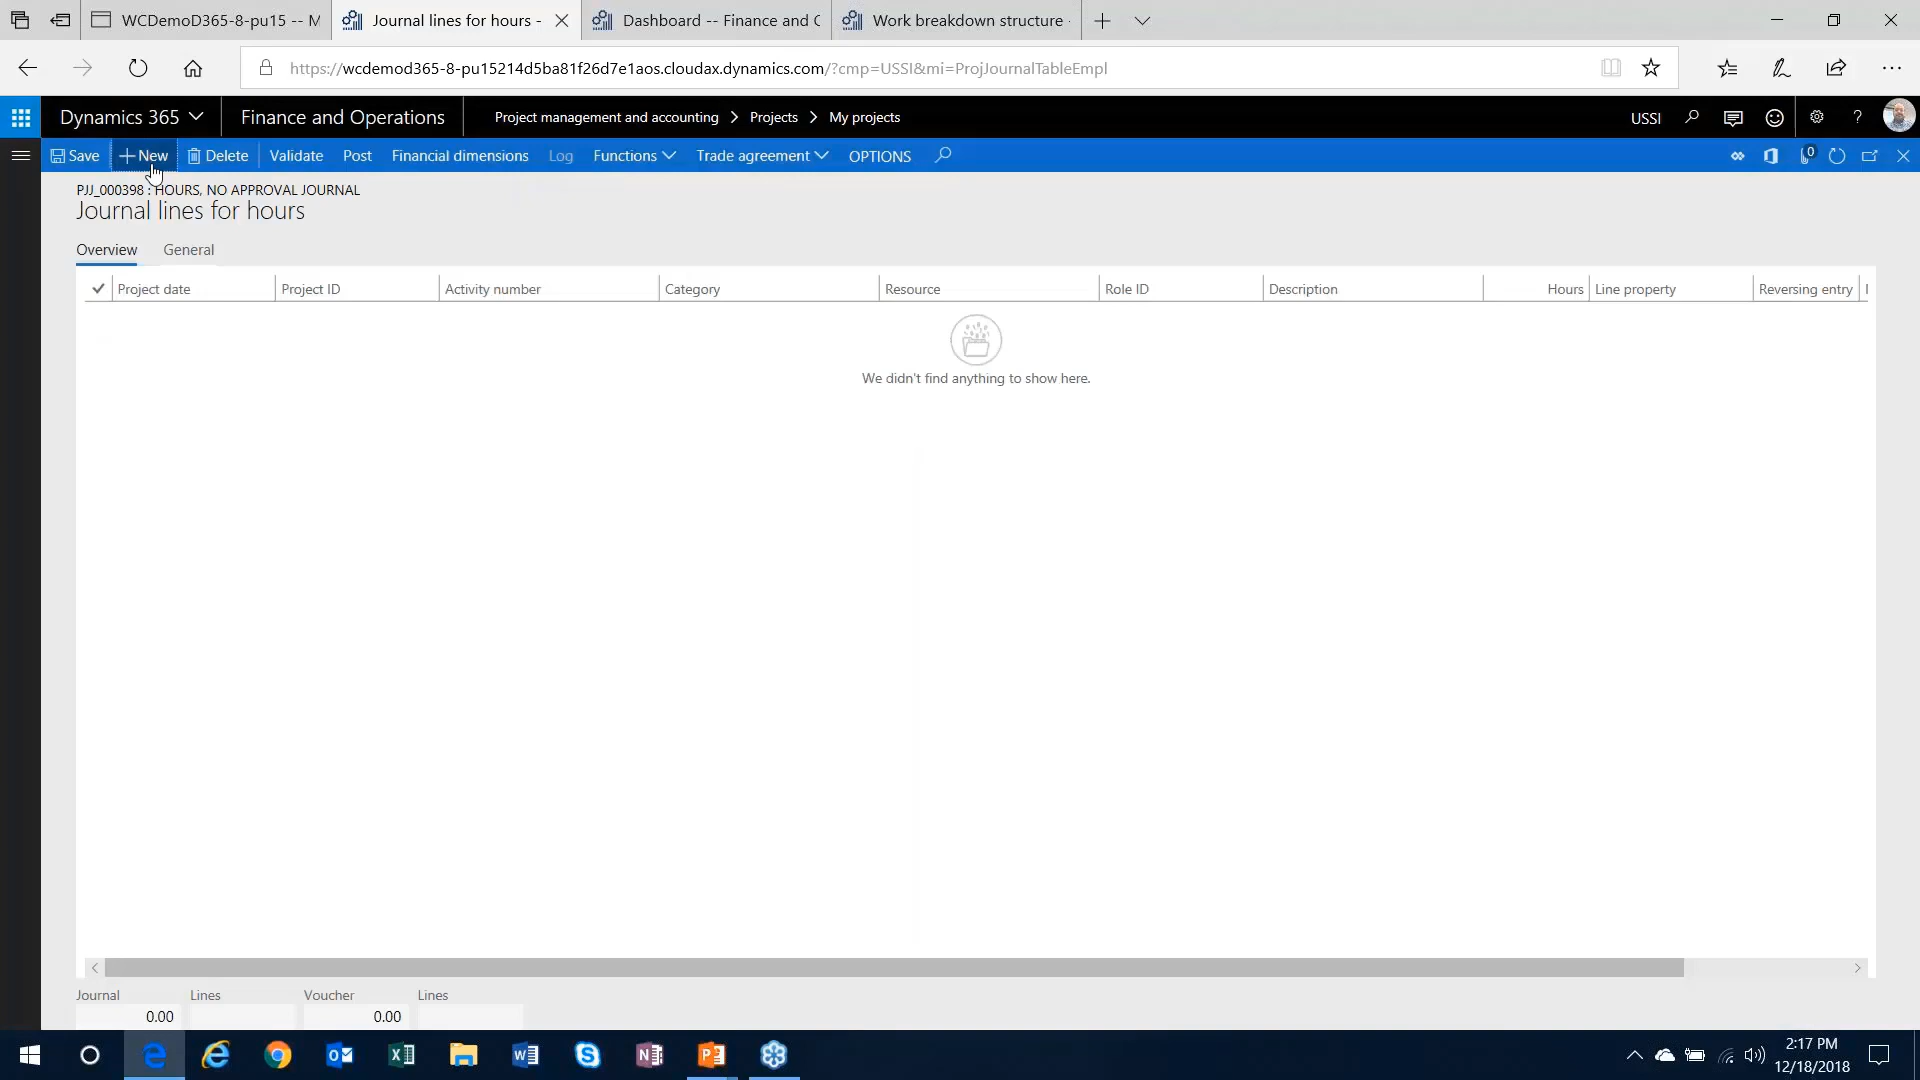 WCDemoD365-8-pu15 -- M
Journal lines for hours -
Dashboard -- Finance and C
Work breakdown structure -
https://wcdemod365-8-pu15214d5ba81f26d7e1aos.cloudax.dynamics.com/?cmp=USSI&mi=ProjJournalTableEmpl
Dynamics 365
Finance and Operations
Project management and accounting > Projects > My projects
USSI
?
Save
New
Delete
Validate
Post
Financial dimensions
Log
Functions
Trade agreement
OPTIONS
0
PJJ_000398 : HOURS, NO APPROVAL JOURNAL
Journal lines for hours
Overview
General
Project date
Project ID
Activity number
Category
Resource
Role ID
Description
Hours
Line property
Reversing entry
We didn't find anything to show here.
Journal
Lines
Voucher
Lines
0.00
0.00
2:17 PM
12/18/2018